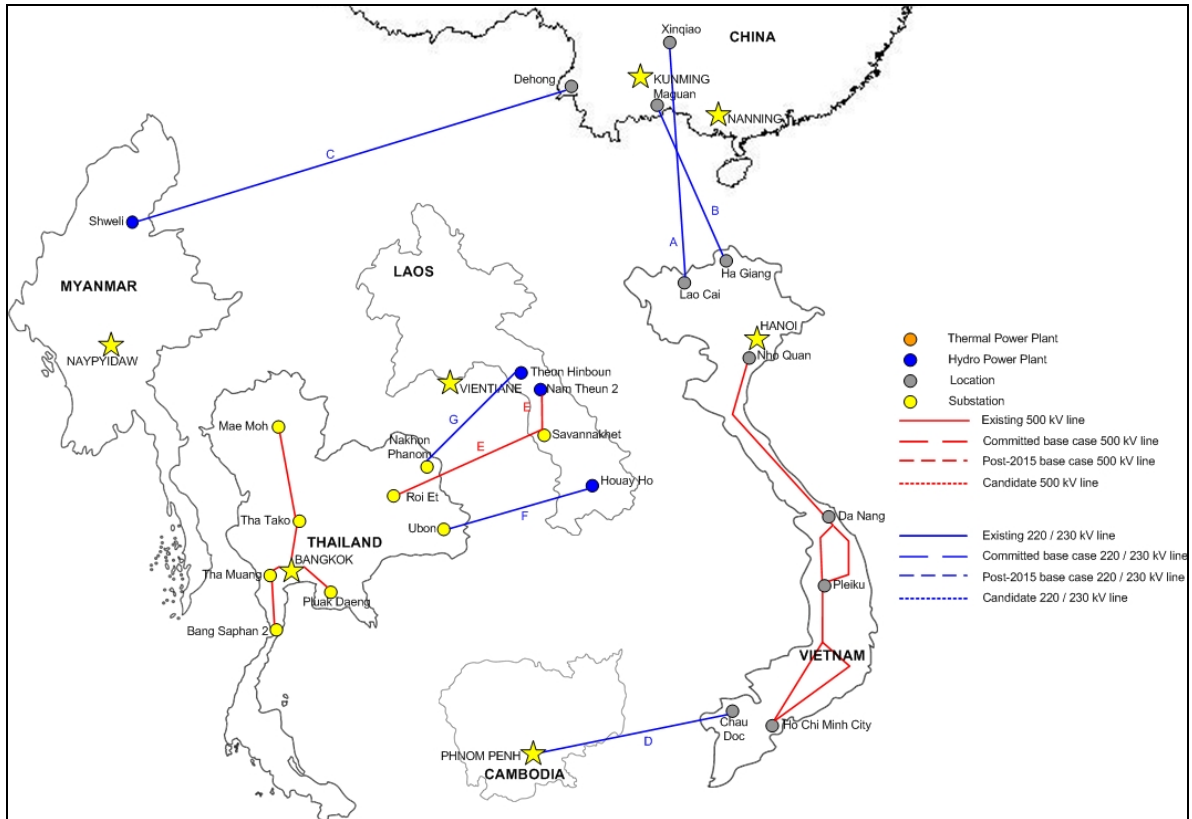 Xinqiao
CHINA
Dehong
KUNMING
Maguan
NANNING
C
Shweli
B
A
LAOS
Ha Giang
MYANMAR
Lao Cai
HANOI
Nho Quan
NAYPYIDAW
Theon Hinboun
VIENTIANE
Nam Theun 2
E
G
Mae Moh
Nakhon
Phanom
E
Savannakhet
Houay Ho
Roi Et
F
Ubon
Tha Tako
THAILAND
BANGKOK
Tha Muang
Pluak Daeng
Bang Saphan 2
Da Nang
Pleiku
VIETNAM
Chau
Doc
Ho Chi Minh City
D
PHNOM PENH
CAMBODIA
Thermal Power Plant
Hydro Power Plant
Location
Substation
Existing 500 kV line
Committed base case 500 kV line
Post-2015 base case 500 kV line
Candidate 500 kV line
Existing 220 / 230 kV line
Committed base case 220 / 230 kV line
Post-2015 base case 220 / 230 kV line
Candidate 220 / 230 kV line